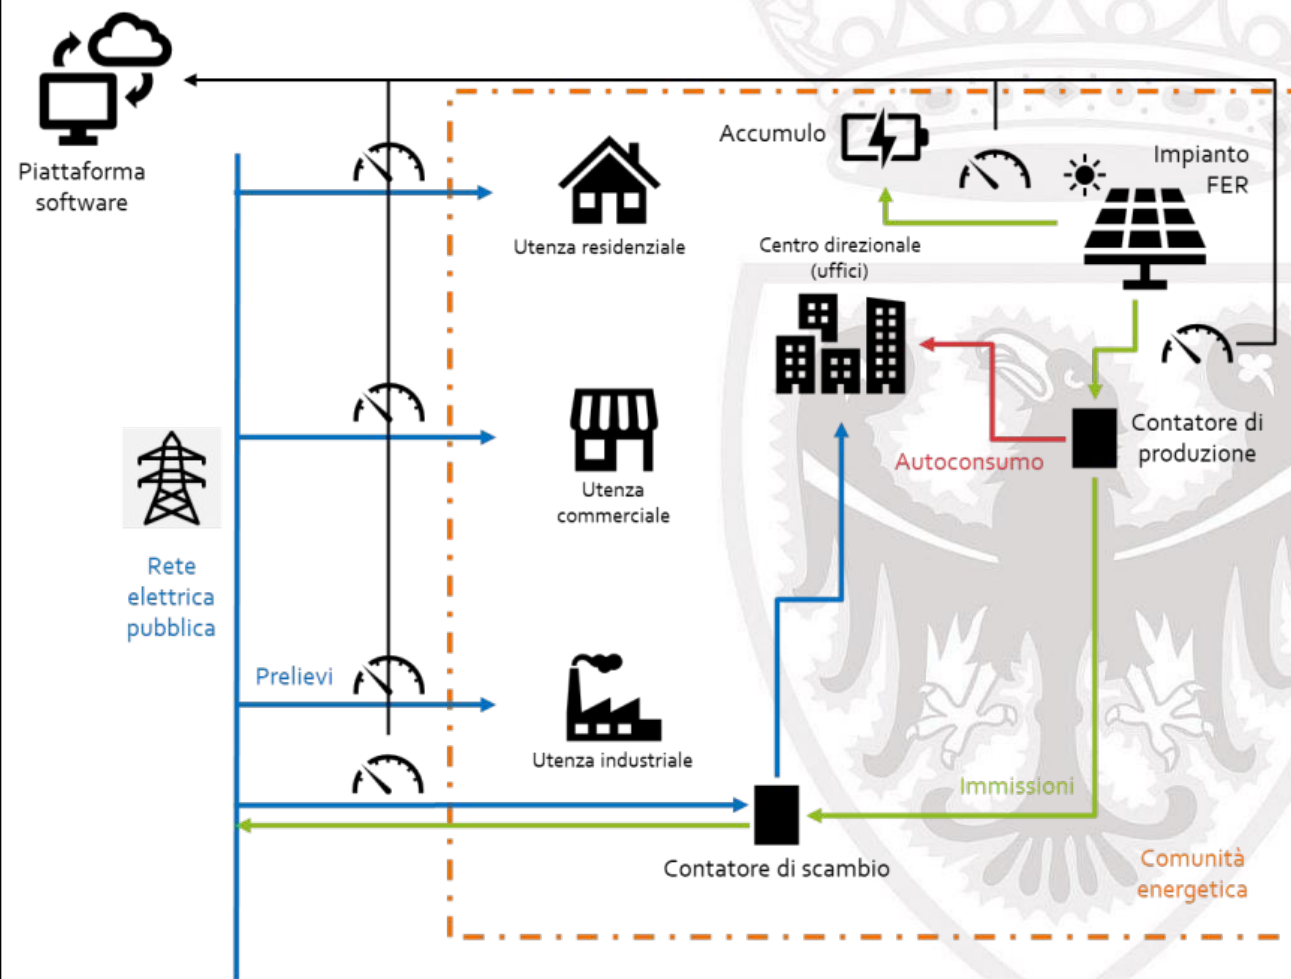 Piattaforma
software
Accumulo
Impianto
FER
Utenza residenziale
Centro direzionale
(uffici)
Contatore di
produzione
Autoconsumo
Utenza
commerciale
Rete
elettrica
pubblica
Prelievi
Utenza industriale
Immissioni
Contatore di scambio
Comunità
energetica